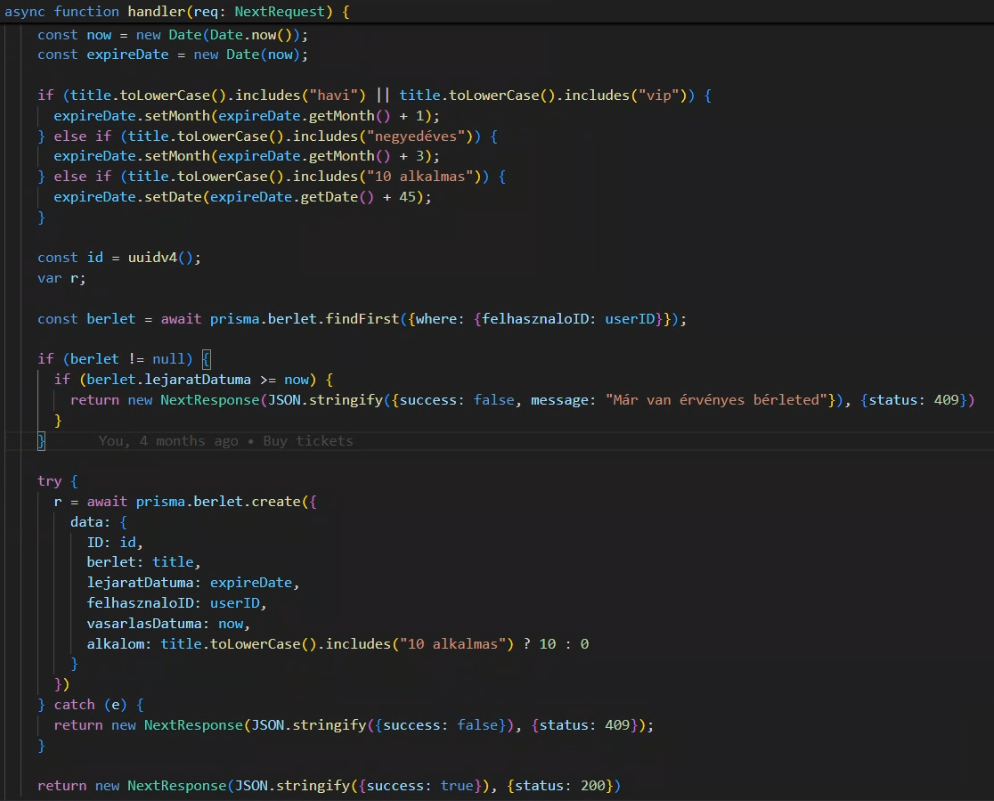 async function handler(req: NextRequest) {
const now = new Date(Date.now());
const expireDate = new Date(now);
if (title.toLowerCase().includes("havi") || title.toLowerCase().includes("vip")) {
expireDate.setMonth(expireDate.getMonth() + 1);
} else if (title.toLowerCase().includes("negyedéves")) {
expireDate.setMonth(expireDate.getMonth() + 3);
} else if (title.toLowerCase().includes("10 alkalmas")) {
expireDate.setDate(expireDate.getDate() + 45);
}
const id = uuidv4();
var r;
const berlet = await prisma.berlet.findFirst({where: {felhasznaloID: userID}});
if (berlet != null) {
if (berlet.lejaratDatuma >= now) {
return new NextResponse(JSON.stringify({success: false, message: "Már van érvényes bérleted"}), {status: 409})
}
} You, 4 months ago • Buy tickets
try {
r = await prisma.berlet.create({
data: {
ID: id,
berlet: title,
lejaratDatuma: expireDate,
felhasznaloID: userID,
vasarlasDatuma: now,
alkalom: title.toLowerCase().includes("10 alkalmas") ? 10 : 0
}
})
} catch (e) {
return new NextResponse(JSON.stringify({success: false}), {status: 409});
}
return new NextResponse(JSON.stringify({success: true}), {status: 200})